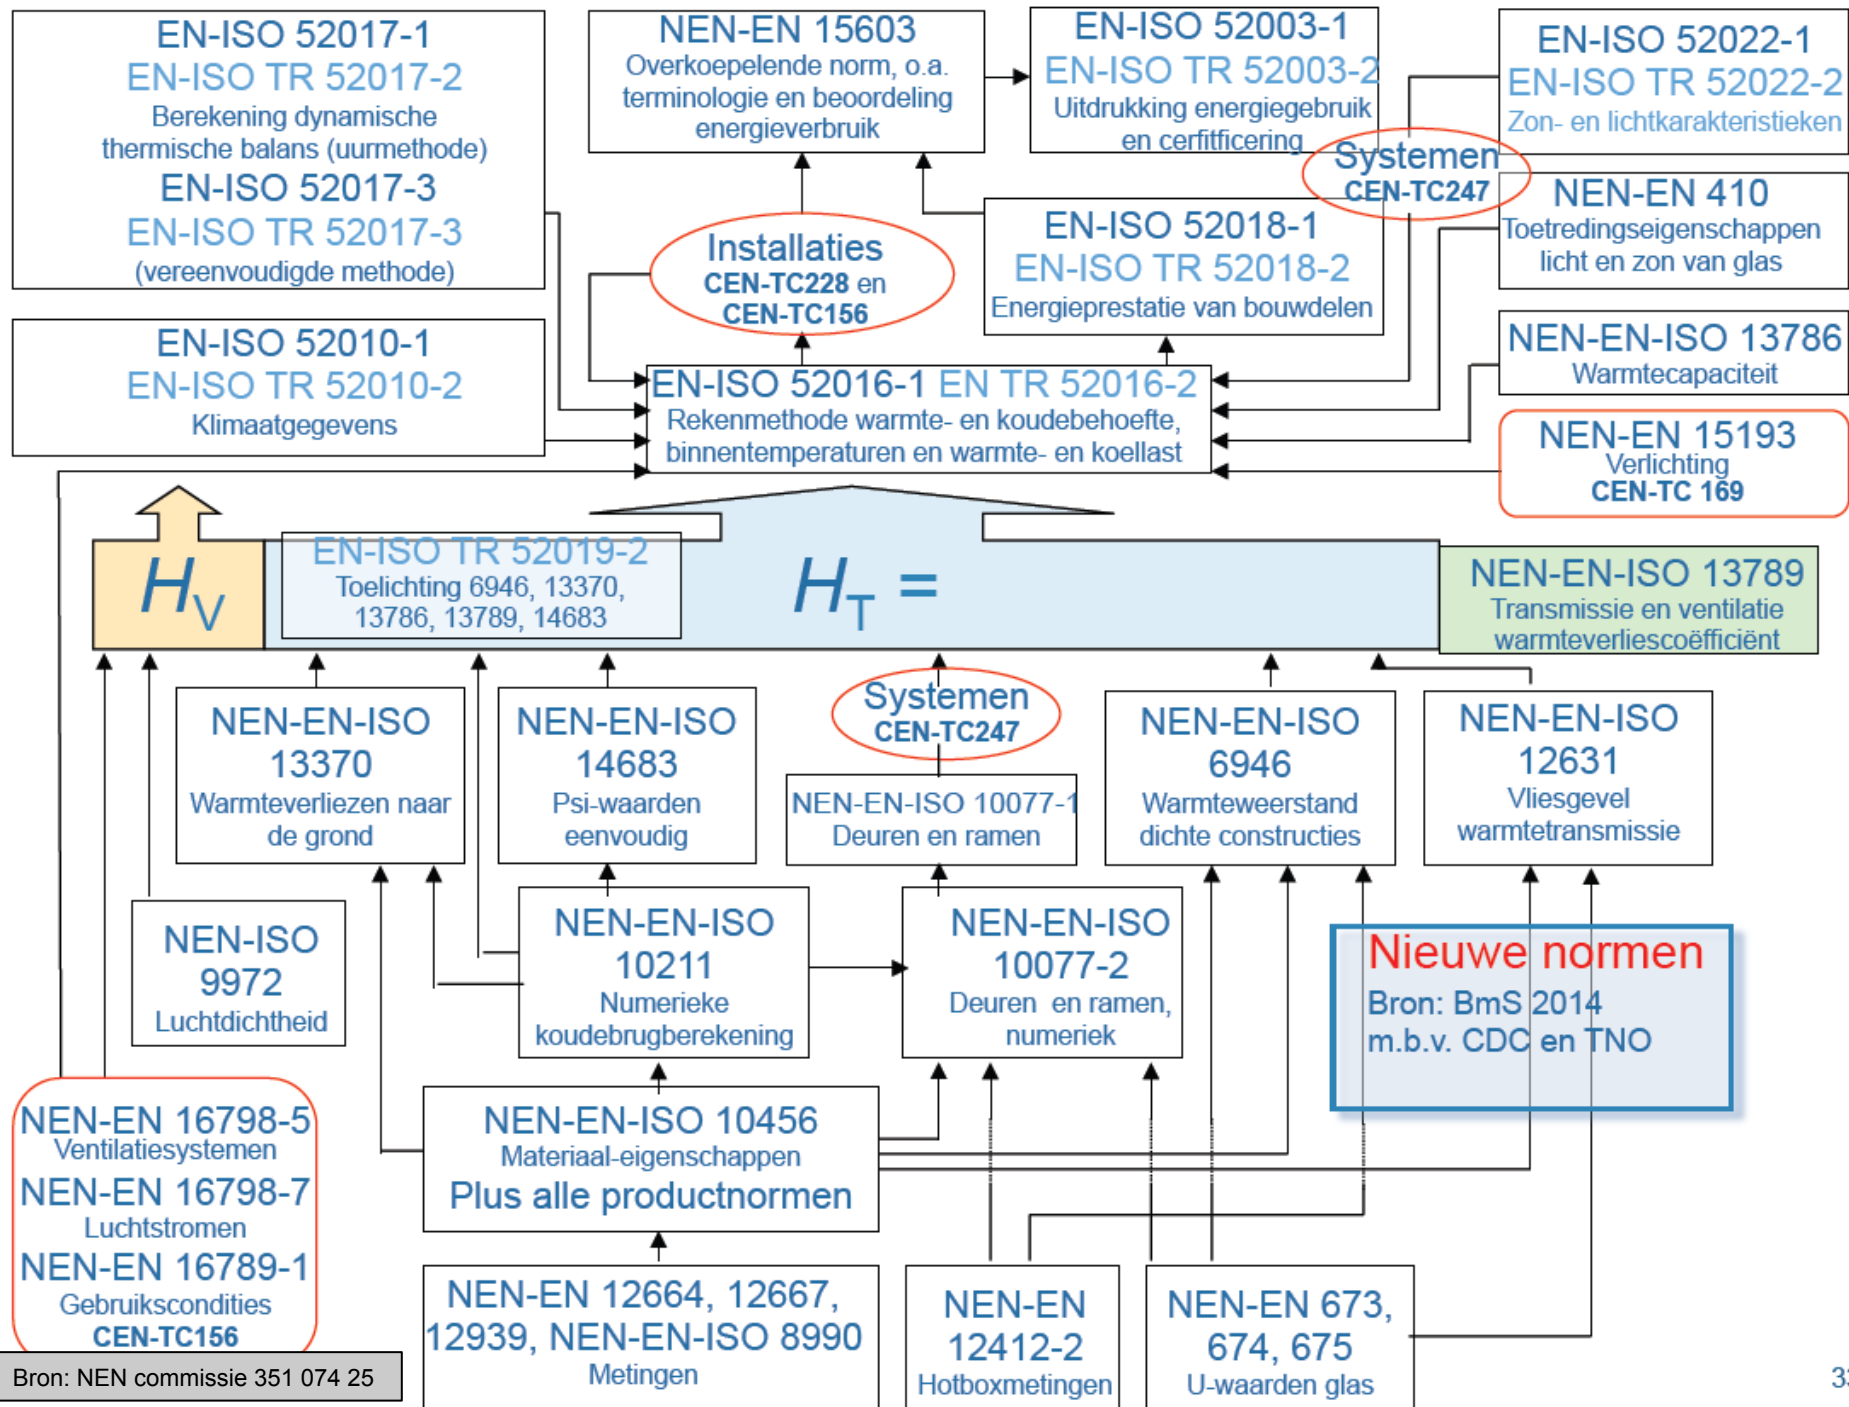 EN-ISO 52017-1
EN-ISO TR 52017-2
Berekening dynamische
thermische balans (uurmethode)
EN-ISO 52017-3
EN-ISO TR 52017-3
(vereenvoudigde methode)
NEN-EN 15603
Overkoepelende norm, o.a.
terminologie en beoordeling
energieverbruik
EN-ISO 52003-1
EN-ISO TR 52003-2
Uitdrukking energiegebruik
en cerfitficering
EN-ISO 52022-1
EN-ISO TR 52022-2
Zon- en lichtkarakteristieken
Systemen
CEN-TC247
NEN-EN 410
Toetredingseigenschappen
licht en zon van glas
Installaties
CEN-TC228 en
CEN-TC156
EN-ISO 52018-1
EN-ISO TR 52018-2
Energieprestatie van bouwdelen
EN-ISO 52010-1
EN-ISO TR 52010-2
Klimaatgegevens
NEN-EN-ISO 13786
Warmtecapaciteit
EN-ISO 52016-1 EN TR 52016-2
Rekenmethode warmte- en koudebehoefte,
binnentemperaturen en warmte- en koellast
NEN-EN 15193
Verlichting
CEN-TC 169
HV
EN-ISO TR 52019-2
Toelichting 6946, 13370,
13786, 13789, 14683
HT =
NEN-EN-ISO 13789
Transmissie en ventilatie
warmteverliescoëfficiënt
NEN-EN-ISO
13370
Warmteverliezen naar
de grond
NEN-EN-ISO
14683
Psi-waarden
eenvoudig
Systemen
CEN-TC247
NEN-EN-ISO 10077-1
Deuren en ramen
NEN-EN-ISO
6946
Warmteweerstand
dichte constructies
NEN-EN-ISO
12631
Vliesgevel
warmtetransmissie
NEN-ISO
9972
Luchtdichtheid
NEN-EN-ISO
10211
Numerieke
koudebrugberekening
NEN-EN-ISO
10077-2
Deuren en ramen,
numeriek
Nieuwe normen
Bron: BmS 2014
m.b.v. CDC en TNO
NEN-EN 16798-5
Ventilatiesystemen
NEN-EN 16798-7
Luchtstromen
NEN-EN 16789-1
Gebruikscondities
CEN-TC156
NEN-EN-ISO 10456
Materiaal-eigenschappen
Plus alle productnormen
NEN-EN 12664, 12667,
12939, NEN-EN-ISO 8990
Metingen
NEN-EN
12412-2
Hotboxmetingen
NEN-EN 673,
674, 675
U-waarden glas
Bron: NEN commissie 351 074 25
33